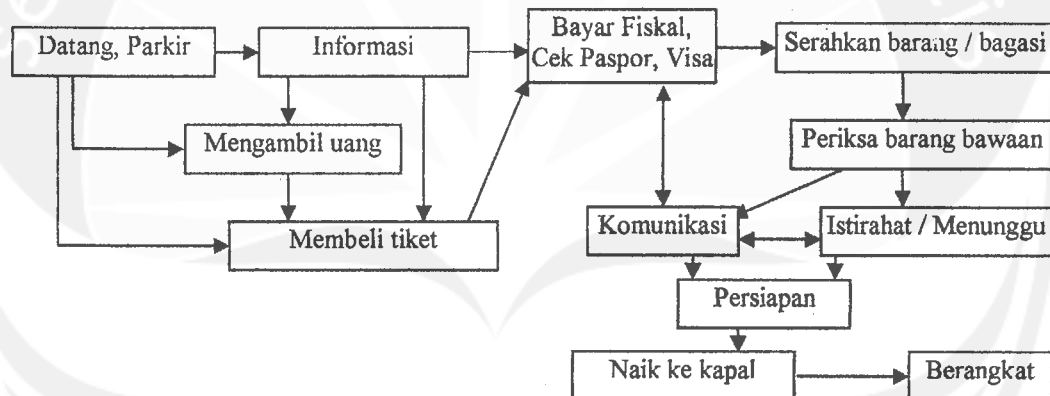 Datang, Parkir
Informasi
Bayar Fiskal,
Cek Paspor, Visa
Serahkan barang / bagasi
Mengambil uang
Periksa barang bawaan
Membeli tiket
Komunikasi
Istirahat / Menunggu
Persiapan
Naik ke kapal
Berangkat